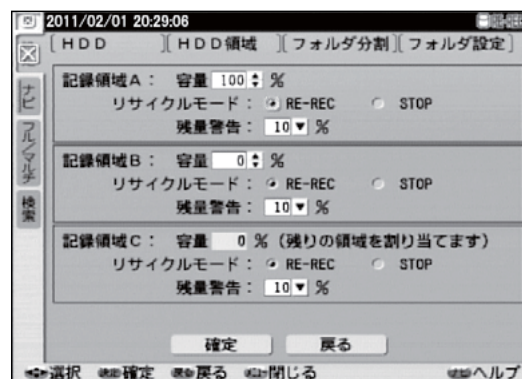 2011/02/01 20:29:06
HDD HDD領域 フォルダ分割 フォルダ設定
ナビ
フル/マルチ
検索
記録領域A： 容量 100 %
リサイクルモード： RE-REC STOP
残量警告： 10 %
記録領域B： 容量 0 %
リサイクルモード： RE-REC STOP
残量警告： 10 %
記録領域C： 容量 0 % (残りの領域を割り当てます)
リサイクルモード： RE-REC STOP
残量警告： 10 %
確定 戻る
選択 確定 戻る 閉じる ヘルプ